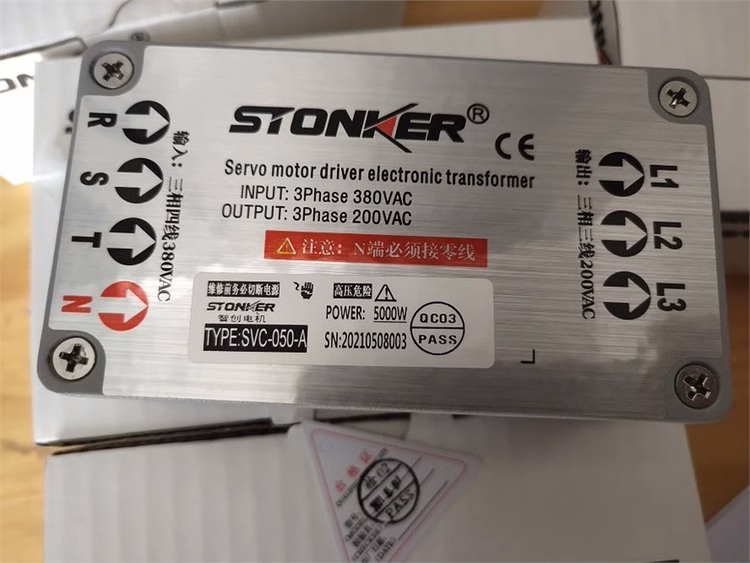 STONKER®
CE
Servo motor driver electronic transformer
INPUT: 3Phase 380VAC
OUTPUT: 3Phase 200VAC
⚠ 注意：N端必须接零线
R
S
T
N
输入：三相四线380VAC
L1
L2
L3
输出：三相三线200VAC
维修前务必切断电源
高压危险
STONKER
智创电机
POWER: 5000W
TYPE:SVC-050-A
SN:20210508003
QC03
PASS
合格证
PASS